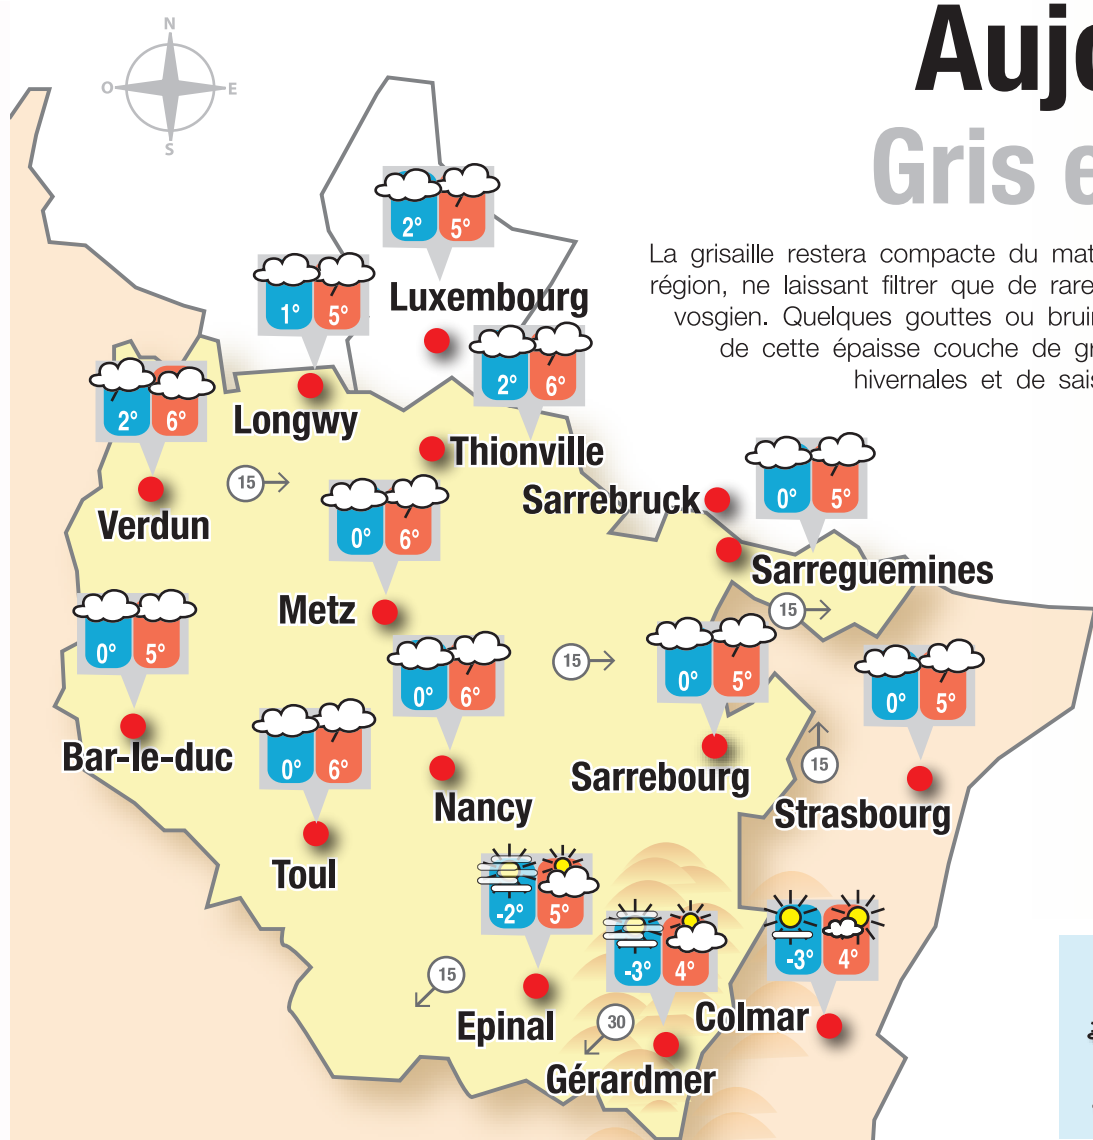 Aujo
Gris e
La grisaille restera compacte du mat
région, ne laissant filtrer que de rare
vosgien. Quelques gouttes ou bruir
de cette épaisse couche de gr
hivernales et de sais
N
O
E
S
2° 5°
Luxembourg
1° 5°
Longwy
2° 6°
Thionville
2° 6°
Verdun
15
Sarrebruck
0° 5°
Sarreguemines
0° 6°
Metz
15
0° 5°
Bar-le-duc
0° 6°
Nancy
15
0° 5°
Sarrebourg
0° 5°
Strasbourg
15
0° 6°
Toul
-2° 5°
Epinal
15
-3° 4°
Gérardmer
30
-3° 4°
Colmar